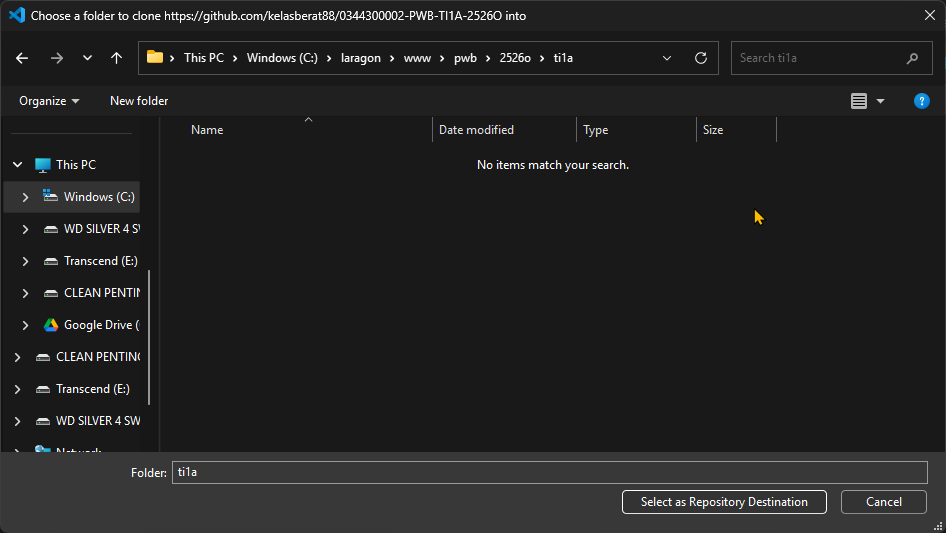 Choose a folder to clone https://github.com/kelasberat88/0344300002-PWB-TI1A-2526O into
This PC > Windows (C:) > laragon > www > pwb > 2526o > ti1a
Search ti1a
Organize
New folder
Name
Date modified
Type
Size
No items match your search.
This PC
Windows (C:)
WD SILVER 4 SW
Transcend (E:)
CLEAN PENTIN
Google Drive (
CLEAN PENTING
Transcend (E:)
WD SILVER 4 SW
Network
Folder: ti1a
Select as Repository Destination
Cancel